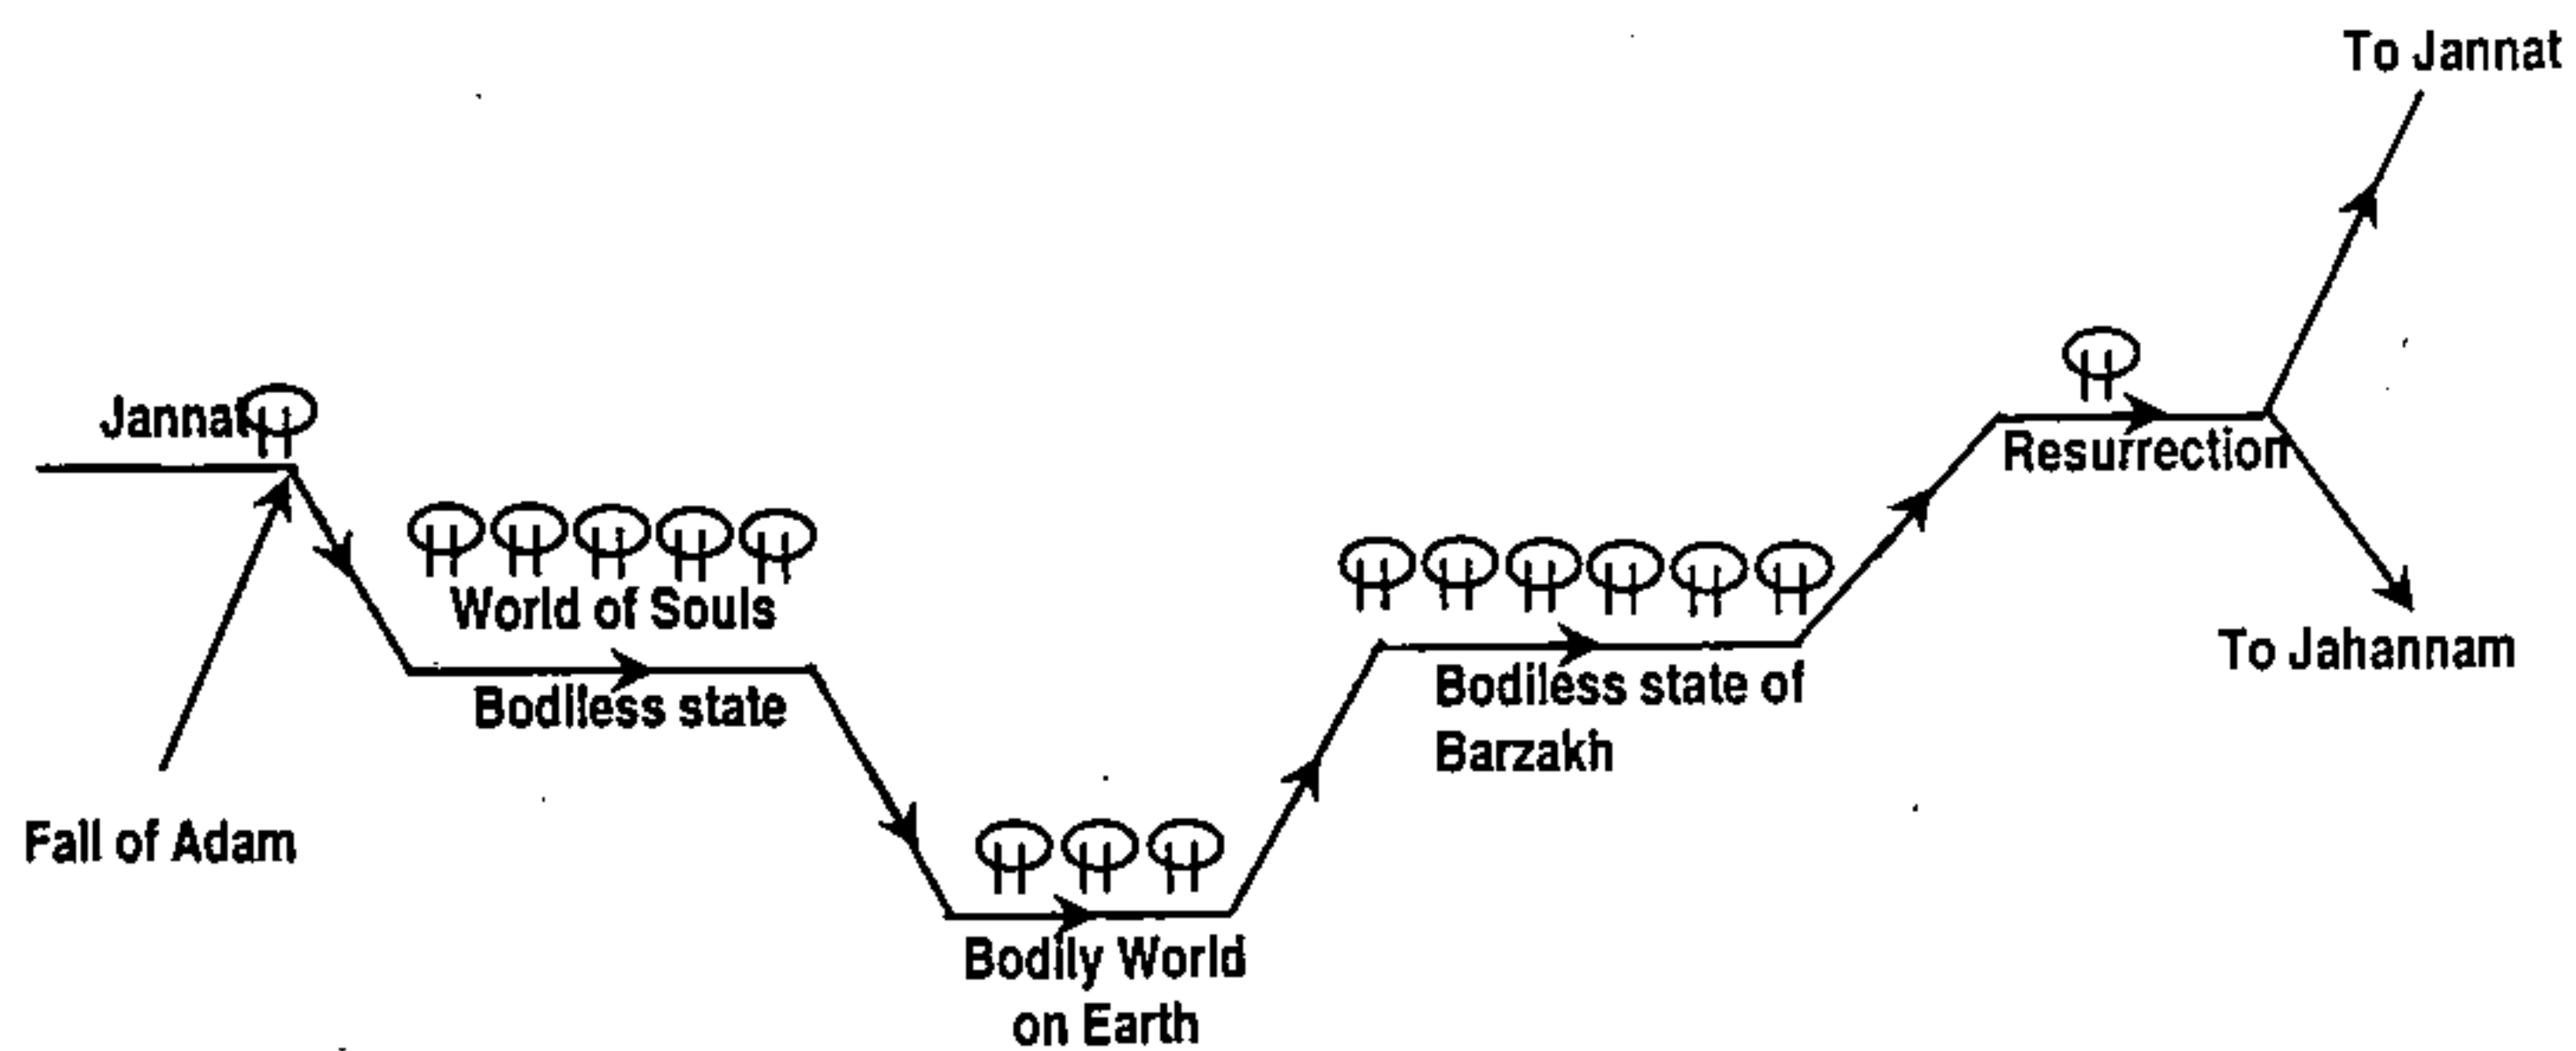 To Jannat
Jannat
Resurrection
World of Souls
Bodiless state
To Jahannam
Bodiless state of
Barzakh
Fall of Adam
Bodily World
on Earth